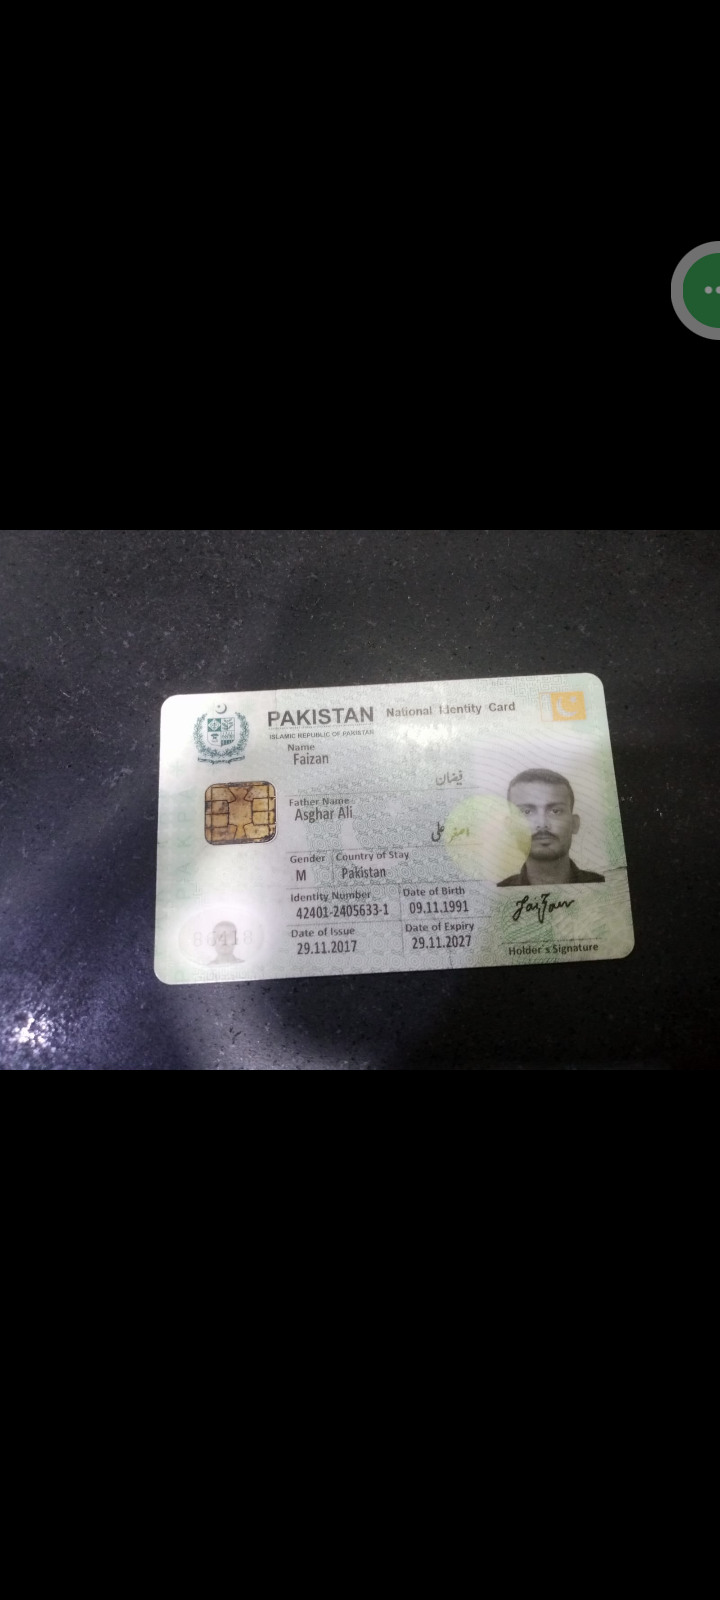 PAKISTAN National Identity Card
ISLAMIC REPUBLIC OF PAKISTAN
Name
Faizan
فیضان
Father Name
Asghar Ali
اصغر علی
Gender Country of Stay
M Pakistan
Identity Number Date of Birth
42401-2405633-1 09.11.1991
Date of Issue Date of Expiry
29.11.2017 29.11.2027
Faizan
Holder's Signature